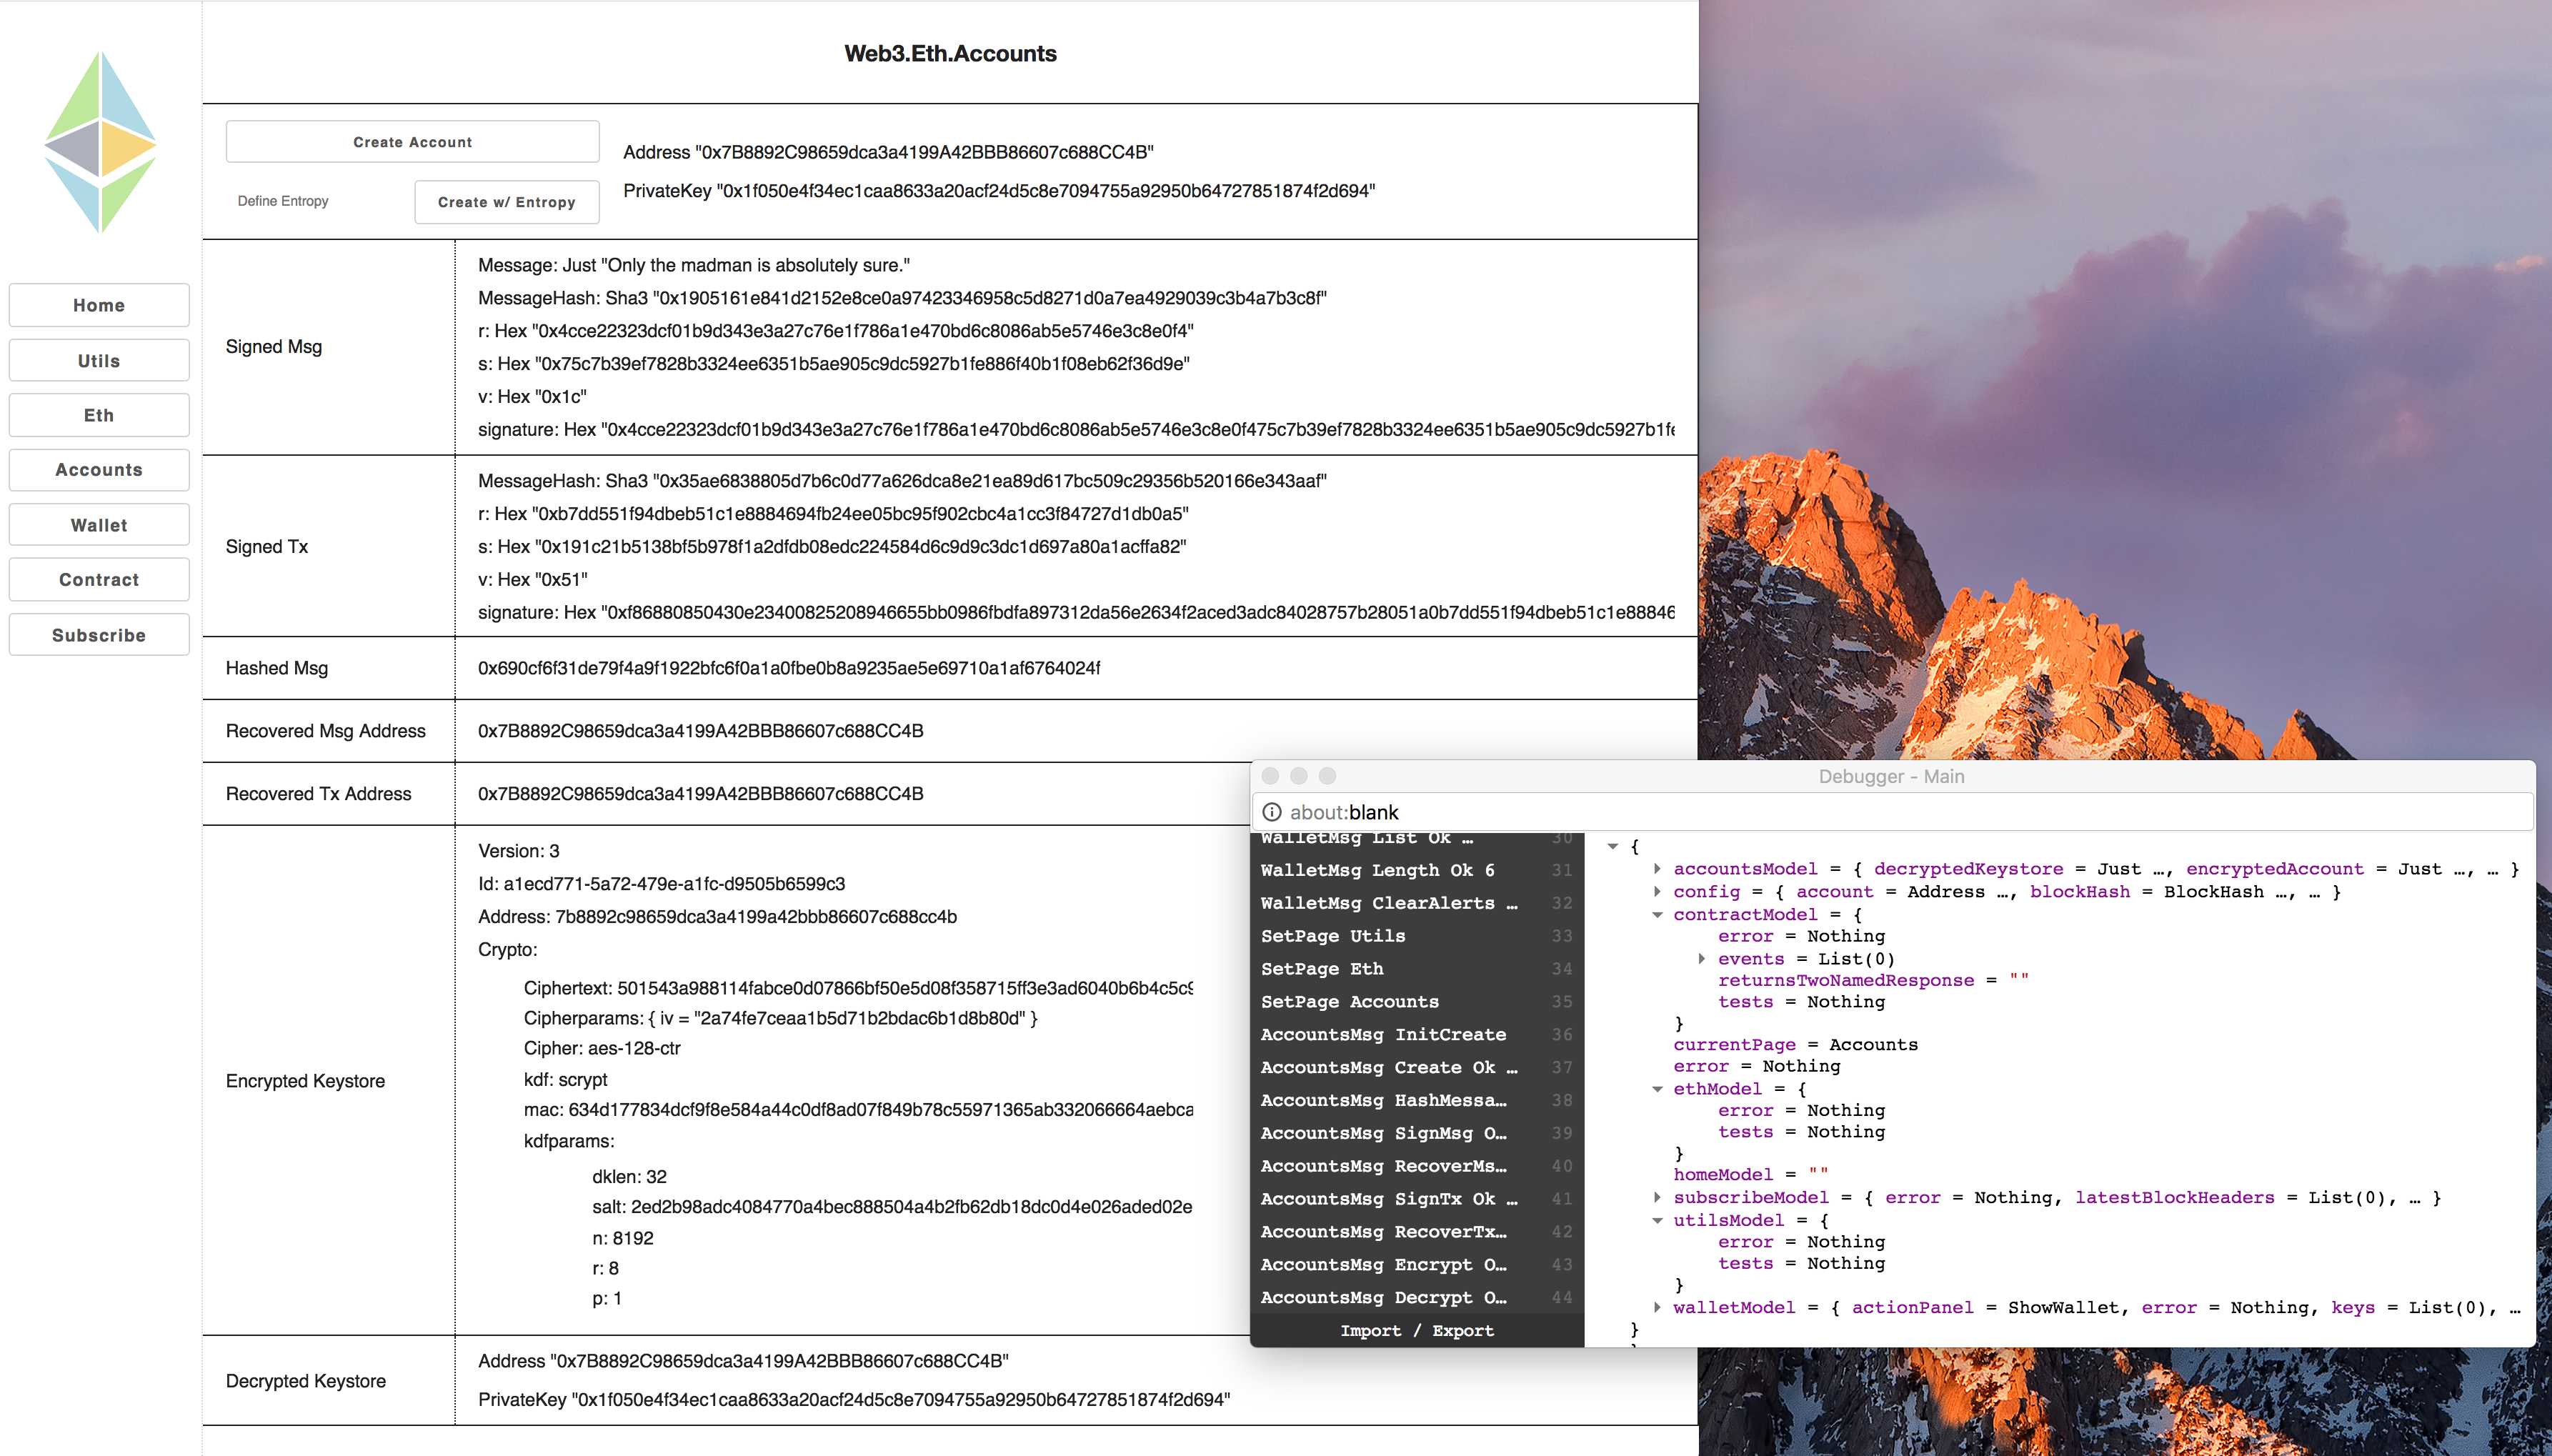 Web3.Eth.Accounts
Create Account
Define Entropy
Create w/ Entropy
Address "0x7B8892C98659dca3a4199A42BBB86607c688CC4B"
PrivateKey "0x1f050e4f34ec1caa8633a20acf24d5c8e7094755a92950b64727851874f2d694"
Home
Utils
Eth
Accounts
Wallet
Contract
Subscribe
Signed Msg
Message: Just "Only the madman is absolutely sure."
MessageHash: Sha3 "0x1905161e841d2152e8ce0a97423346958c5d8271d0a7ea4929039c3b4a7b3c8f"
r: Hex "0x4cce22323dcf01b9d343e3a27c76e1f786a1e470bd6c8086ab5e5746e3c8e0f4"
s: Hex "0x75c7b39ef7828b3324ee6351b5ae905c9dc5927b1fe886f40b1f08eb62f36d9e"
v: Hex "0x1c"
signature: Hex "0x4cce22323dcf01b9d343e3a27c76e1f786a1e470bd6c8086ab5e5746e3c8e0f475c7b39ef7828b3324ee6351b5ae905c9dc5927b1fe
Signed Tx
MessageHash: Sha3 "0x35ae6838805d7b6c0d77a626dca8e21ea89d617bc509c29356b520166e343aaf"
r: Hex "0xb7dd551f94dbeb51c1e8884694fb24ee05bc95f902cbc4a1cc3f84727d1db0a5"
s: Hex "0x191c21b5138bf5b978f1a2dfdb08edc224584d6c9d9c3dc1d697a80a1acffa82"
v: Hex "0x51"
signature: Hex "0xf86880850430e23400825208946655bb0986fbdfa897312da56e2634f2aced3adc84028757b28051a0b7dd551f94dbeb51c1e88846
Hashed Msg
0x690cf6f31de79f4a9f1922bfc6f0a1a0fbe0b8a9235ae5e69710a1af6764024f
Recovered Msg Address
0x7B8892C98659dca3a4199A42BBB86607c688CC4B
Recovered Tx Address
0x7B8892C98659dca3a4199A42BBB86607c688CC4B
Encrypted Keystore
Version: 3
Id: a1ecd771-5a72-479e-a1fc-d9505b6599c3
Address: 7b8892c98659dca3a4199a42bbb86607c688cc4b
Crypto:
Ciphertext: 501543a988114fabce0d07866bf50e5d08f358715ff3e3ad6040b6b4c5c9
Cipherparams: { iv = "2a74fe7ceaa1b5d71b2bdac6b1d8b80d" }
Cipher: aes-128-ctr
kdf: scrypt
mac: 634d177834dcf9f8e584a44c0df8ad07f849b78c55971365ab332066664aebca
kdfparams:
dklen: 32
salt: 2ed2b98adc4084770a4bec888504a4b2fb62db18dc0d4e026aded02e
n: 8192
r: 8
p: 1
Decrypted Keystore
Address "0x7B8892C98659dca3a4199A42BBB86607c688CC4B"
PrivateKey "0x1f050e4f34ec1caa8633a20acf24d5c8e7094755a92950b64727851874f2d694"
Debugger - Main
about:blank
WalletMsg List Ok … 30
WalletMsg Length Ok 6 31
WalletMsg ClearAlerts … 32
SetPage Utils 33
SetPage Eth 34
SetPage Accounts 35
AccountsMsg InitCreate 36
AccountsMsg Create Ok … 37
AccountsMsg HashMessa… 38
AccountsMsg SignMsg O… 39
AccountsMsg RecoverMs… 40
AccountsMsg SignTx Ok … 41
AccountsMsg RecoverTx… 42
AccountsMsg Encrypt O… 43
AccountsMsg Decrypt O… 44
Import / Export
{
accountsModel = { decryptedKeystore = Just …, encryptedAccount = Just …, … }
config = { account = Address …, blockHash = BlockHash …, … }
contractModel = {
error = Nothing
events = List(0)
returnsTwoNamedResponse = ""
tests = Nothing
}
currentPage = Accounts
error = Nothing
ethModel = {
error = Nothing
tests = Nothing
}
homeModel = ""
subscribeModel = { error = Nothing, latestBlockHeaders = List(0), … }
utilsModel = {
error = Nothing
tests = Nothing
}
walletModel = { actionPanel = ShowWallet, error = Nothing, keys = List(0), …
}